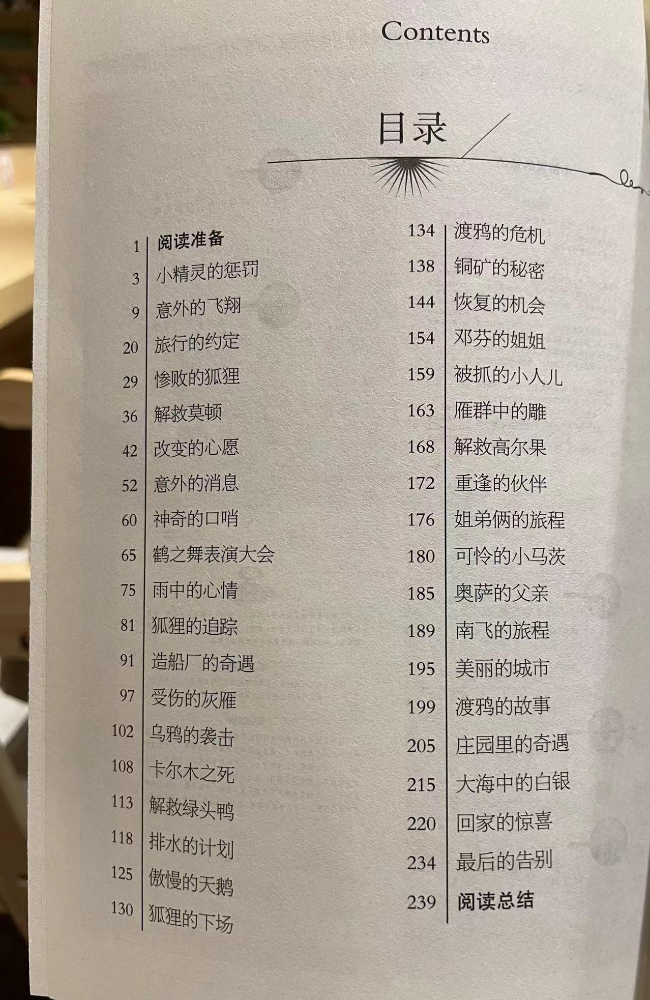 Contents
目录
1 阅读准备
3 小精灵的惩罚
9 意外的飞翔
20 旅行的约定
29 惨败的狐狸
36 解救莫顿
42 改变的心愿
52 意外的消息
60 神奇的口哨
65 鹤之舞表演大会
75 雨中的心情
81 狐狸的追踪
91 造船厂的奇遇
97 受伤的灰雁
102 乌鸦的袭击
108 卡尔木之死
113 解救绿头鸭
118 排水的计划
125 傲慢的天鹅
130 狐狸的下场
134 渡鸦的危机
138 铜矿的秘密
144 恢复的机会
154 邓芬的姐姐
159 被抓的小人儿
163 雁群中的雕
168 解救高尔果
172 重逢的伙伴
176 姐弟俩的旅程
180 可怜的小马茨
185 奥萨的父亲
189 南飞的旅程
195 美丽的城市
199 渡鸦的故事
205 庄园里的奇遇
215 大海中的白银
220 回家的惊喜
234 最后的告别
239 阅读总结